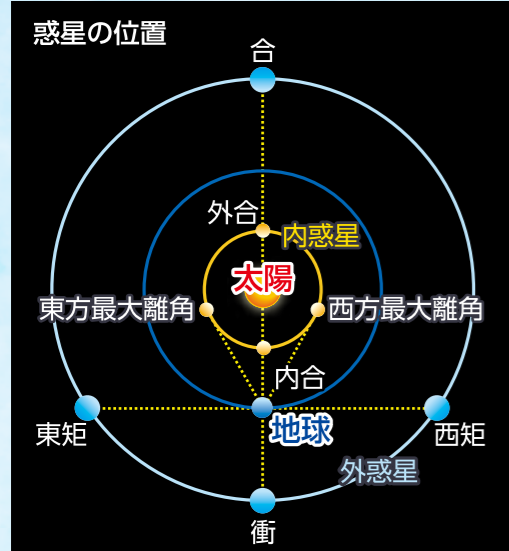 惑星の位置
合
外合
内惑星
太陽
東方最大離角
西方最大離角
内合
地球
東矩
西矩
外惑星
衝